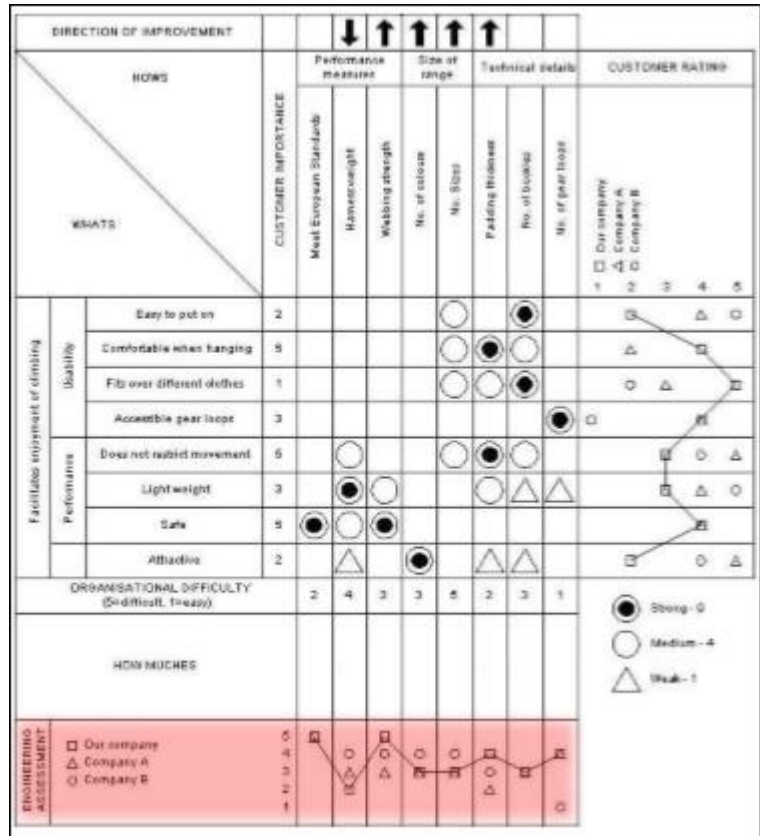 DIRECTION OF IMPROVEMENT
HOWS
WHATS
CUSTOMER IMPORTANCE
Performance measures
Size of range
Technical details
CUSTOMER RATING
Meet European Standards
Harness weight
Webbing strength
No. of colours
No. Sizes
Padding thickness
No. of buckles
No. of gear loops
Our company
Company A
Company B
1 2 3 4 5
Facilitates enjoyment of climbing
Usability
Easy to put on 2
Comfortable when hanging 5
Fits over different clothes 1
Accessible gear loops 3
Performance
Does not restrict movement 5
Light weight 3
Safe 5
Attractive 2
ORGANISATIONAL DIFFICULTY
(5=difficult, 1=easy)
2 4 3 3 5 2 3 1
Strong - 9
Medium - 4
Weak - 1
HOW MUCHES
ENGINEERING ASSESSMENT
Our company
Company A
Company B
5
4
3
2
1